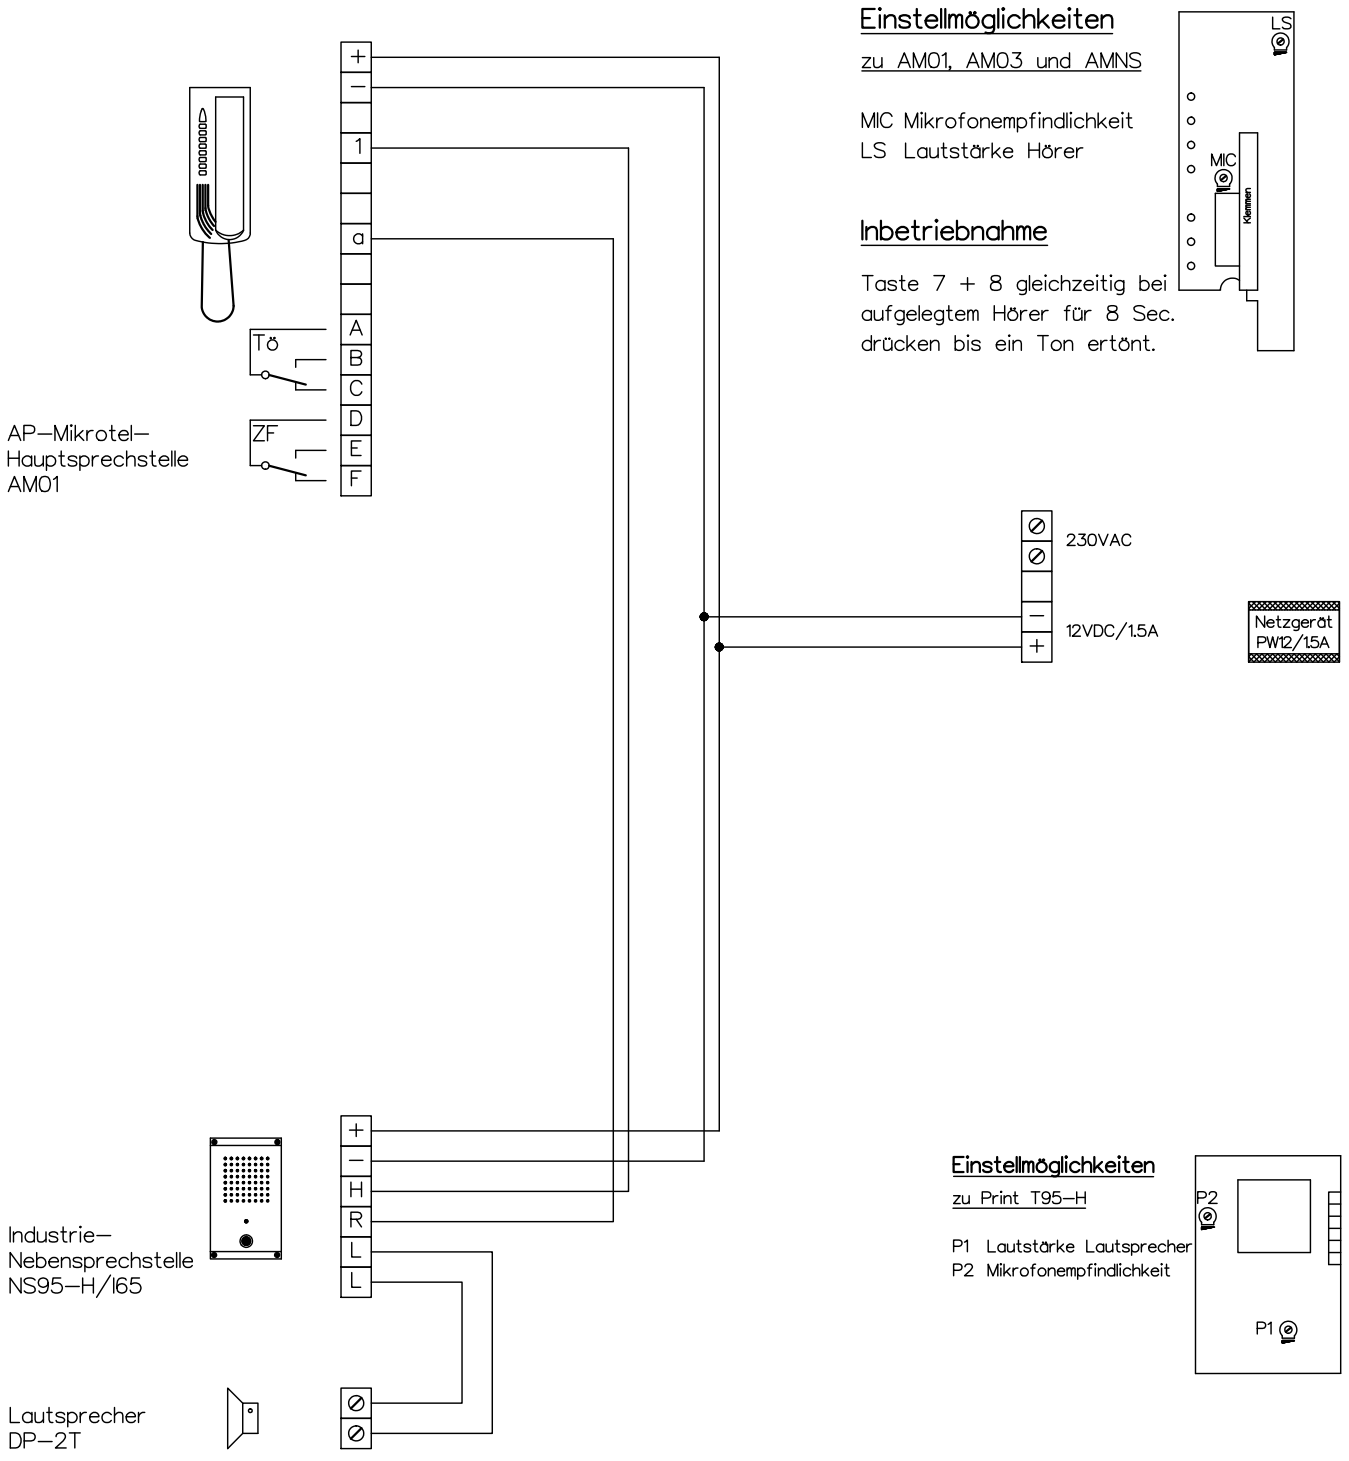 Einstellmöglichkeiten
zu AM01, AM03 und AMNS
MIC Mikrofonempfindlichkeit
LS Lautstärke Hörer
Inbetriebnahme
Taste 7 + 8 gleichzeitig bei
aufgelegtem Hörer für 8 Sec.
drücken bis ein Ton ertönt.
LS
MIC
Klemmen
+
−
1
a
A
B
C
D
E
F
Tö
ZF
AP−Mikrotel−
Hauptsprechstelle
AM01
230VAC
−
12VDC/1.5A
+
Netzgerät
PW12/1.5A
+
−
H
R
L
L
Industrie−
Nebensprechstelle
NS95−H/I65
Lautsprecher
DP−2T
Einstellmöglichkeiten
zu Print T95−H
P1 Lautstärke Lautsprecher
P2 Mikrofonempfindlichkeit
P2
P1